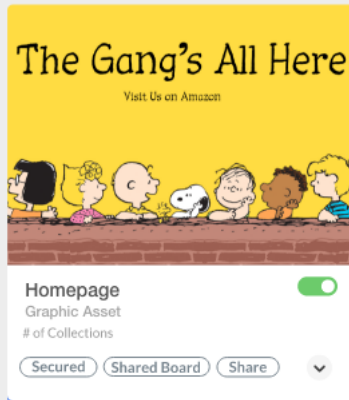 The Gang's All Here
Visit Us on Amazon
Homepage
Graphic Asset
# of Collections
Secured
Shared Board
Share